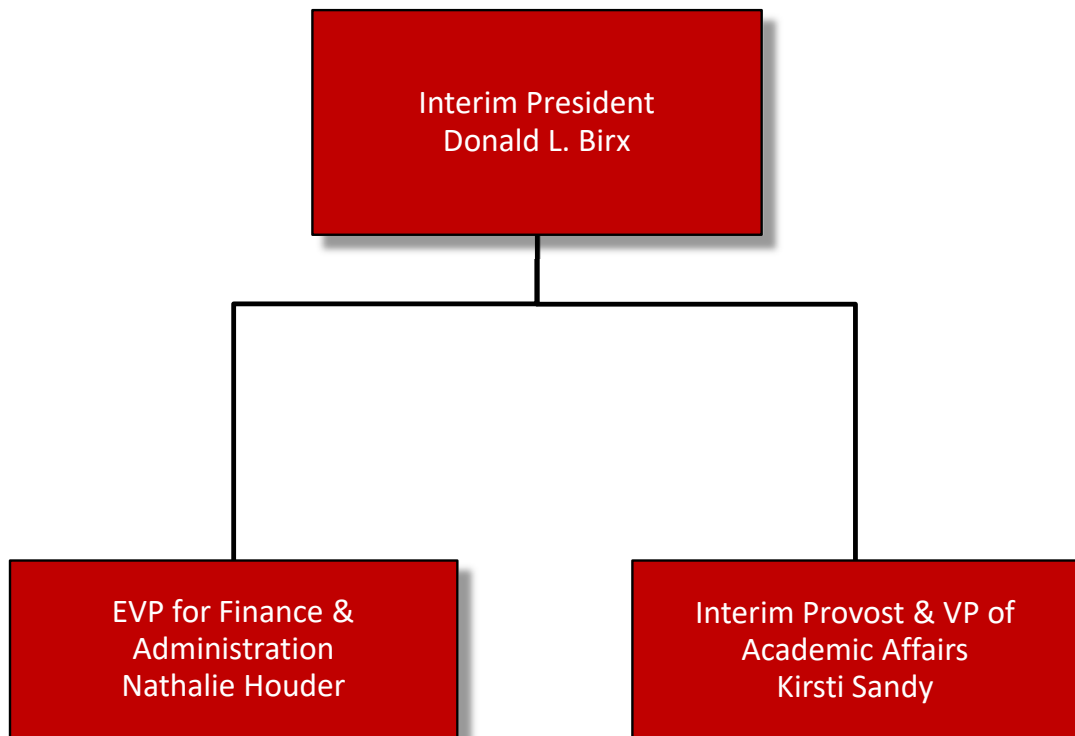 Interim President
Donald L. Birx
EVP for Finance &
Administration
Nathalie Houder
Interim Provost & VP of
Academic Affairs
Kirsti Sandy